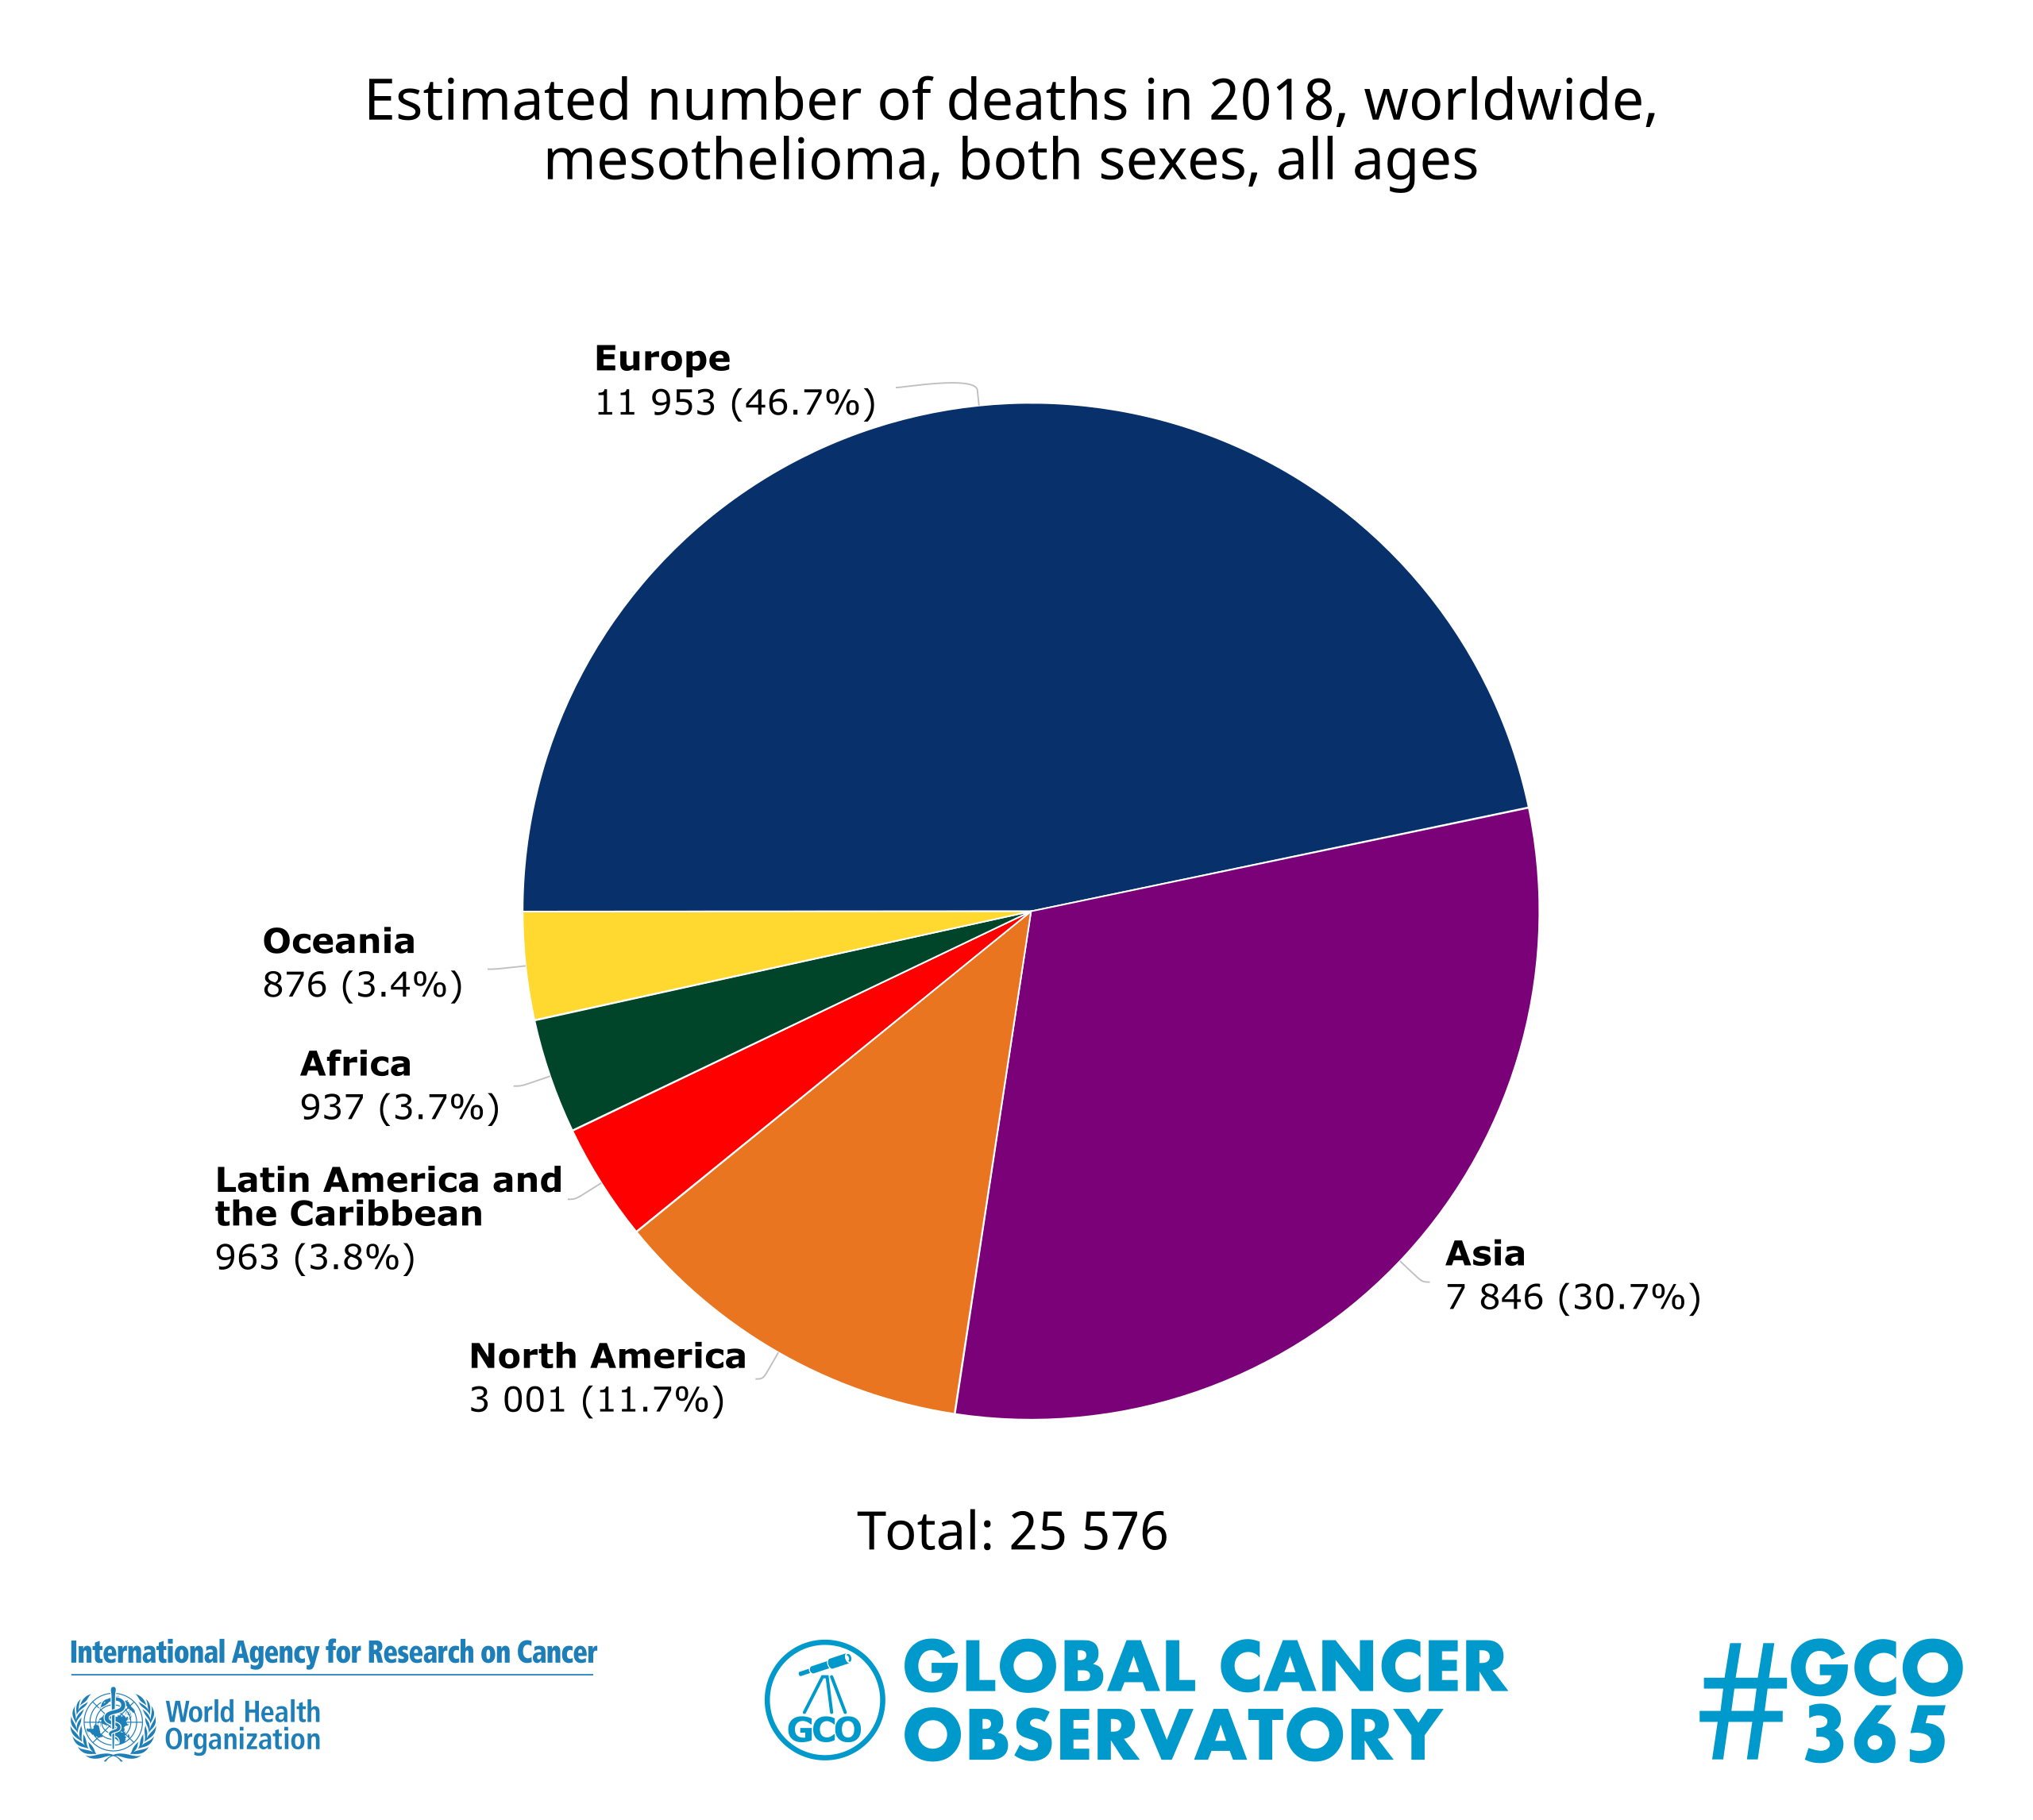 Estimated number of deaths in 2018, worldwide,
mesothelioma, both sexes, all ages
Europe
11 953 (46.7%)
Oceania
876 (3.4%)
Africa
937 (3.7%)
Latin America and
the Caribbean
963 (3.8%)
North America
3 001 (11.7%)
Asia
7 846 (30.7%)
Total: 25 576
International Agency for Research on Cancer
World Health
Organization
GCO
GLOBAL CANCER
OBSERVATORY
#GCO
365